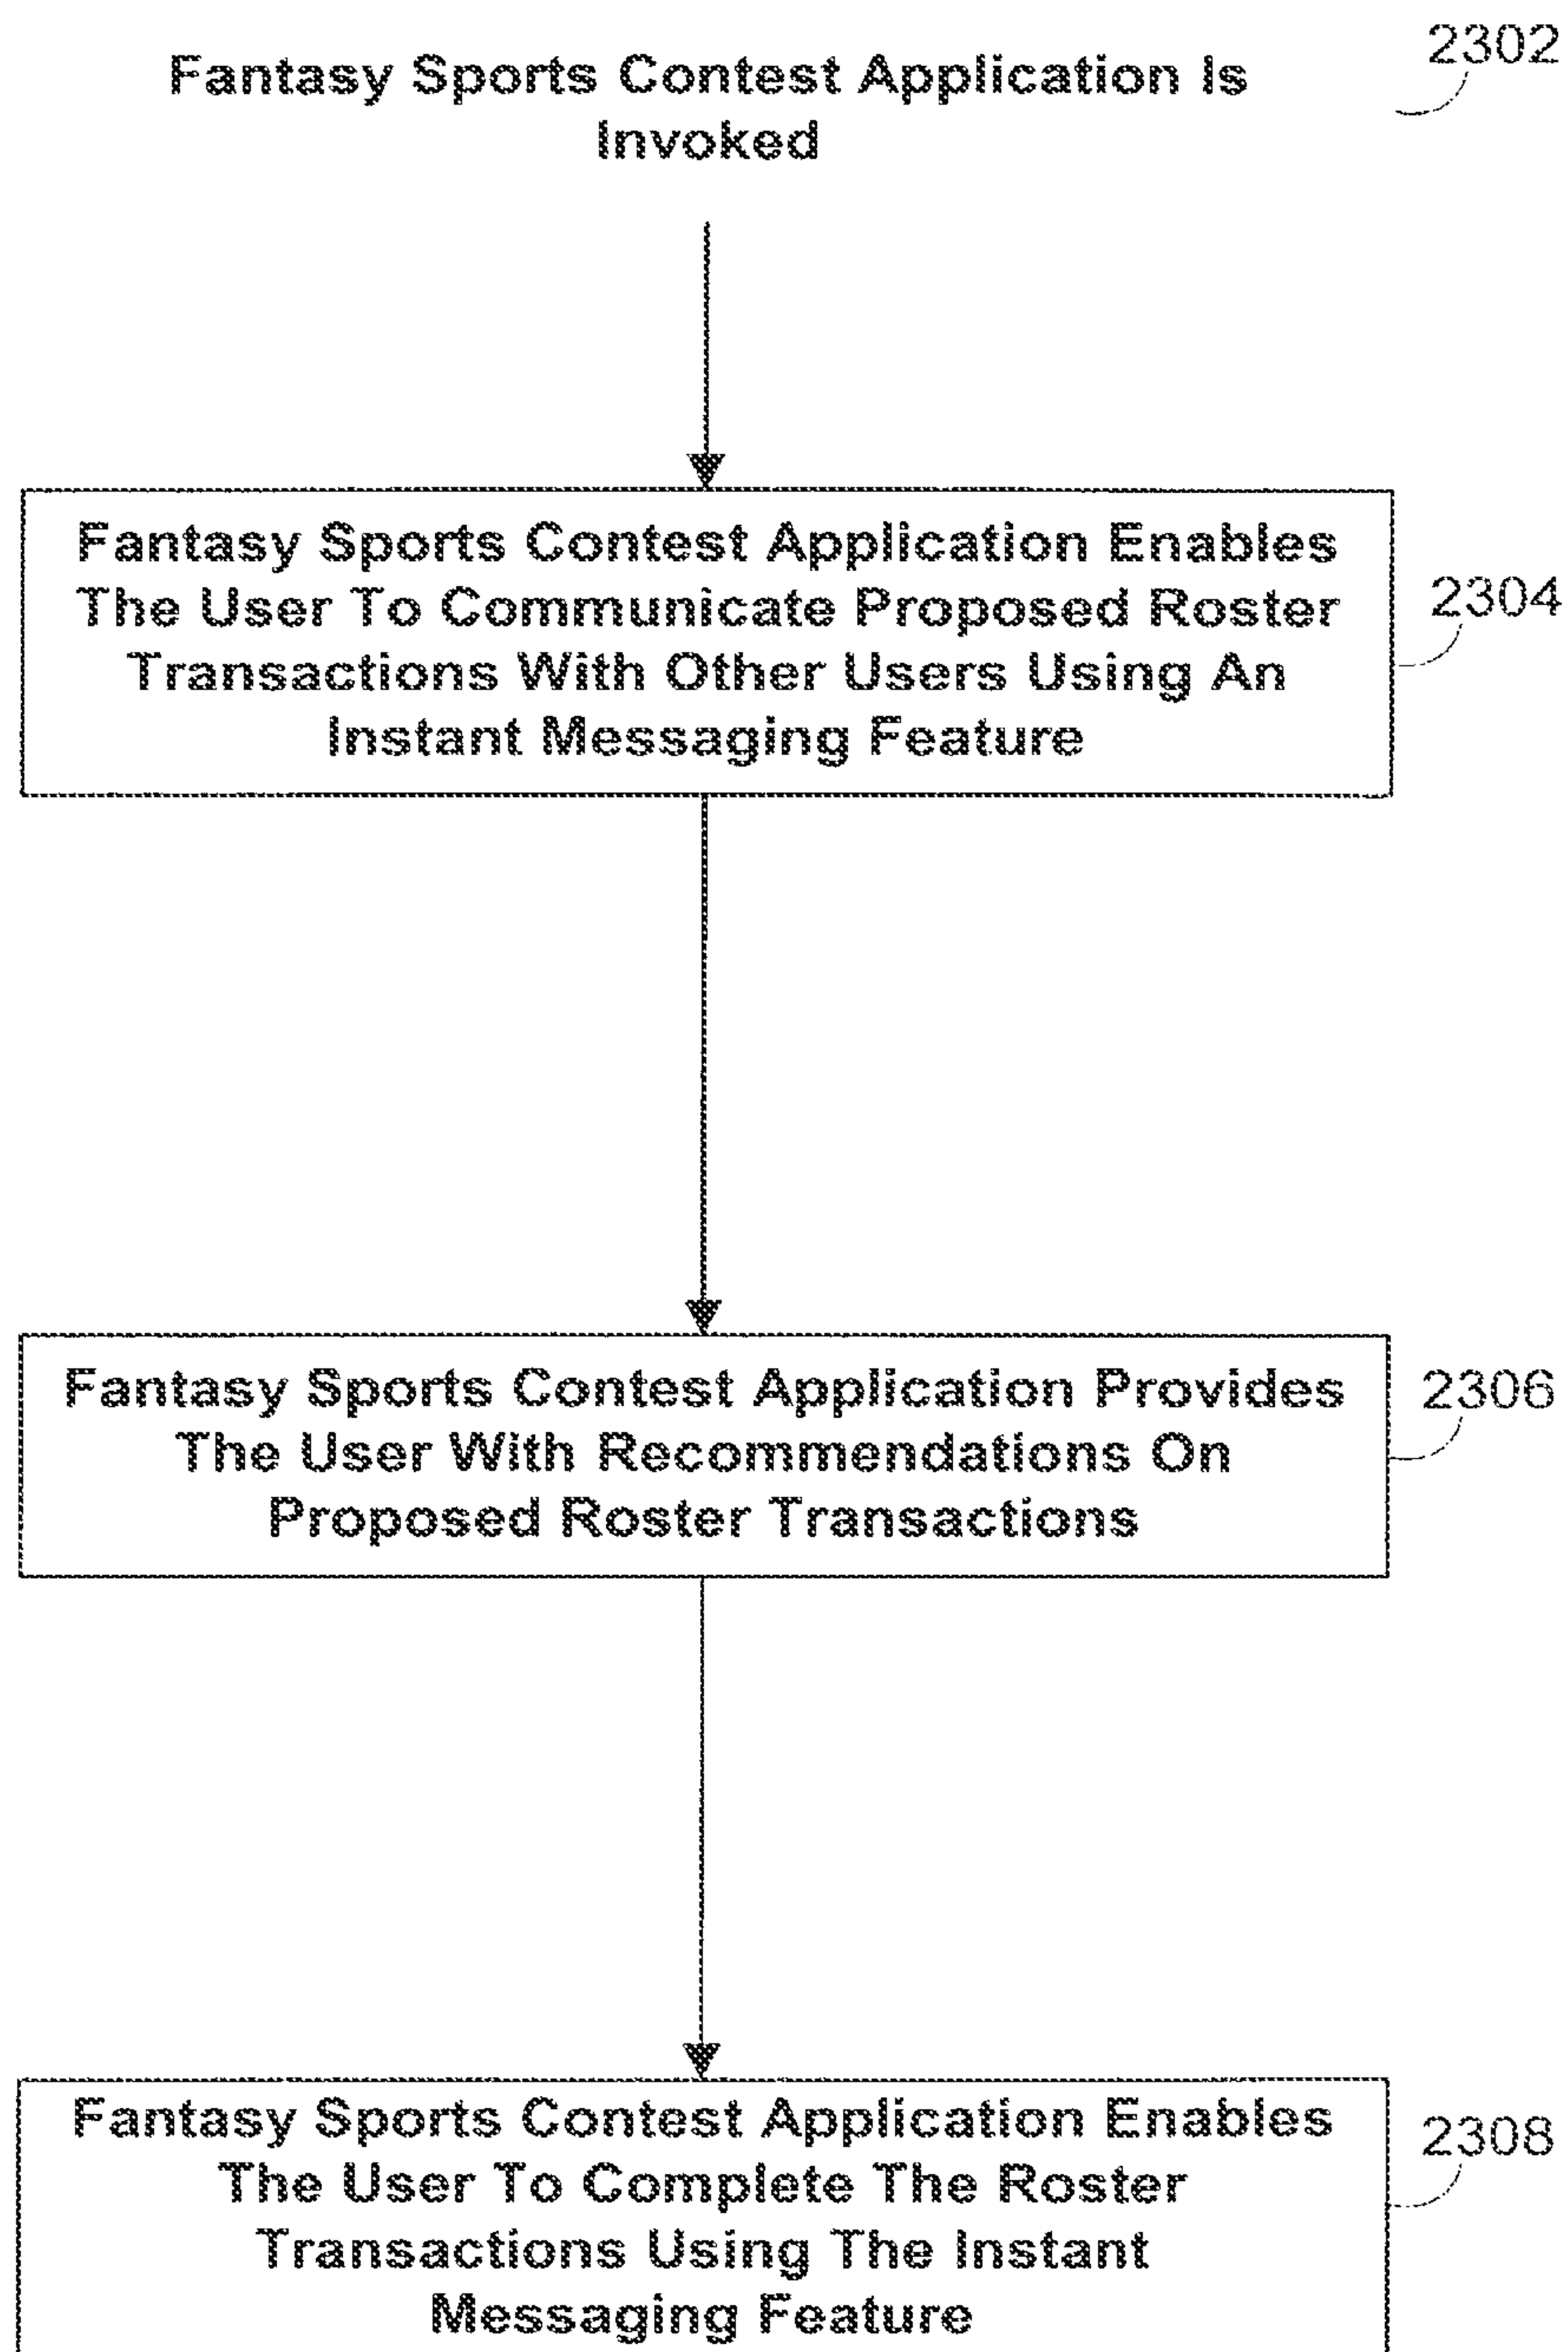 2302
Fantasy Sports Contest Application Is
Invoked
Fantasy Sports Contest Application Enables
The User To Communicate Proposed Roster
Transactions With Other Users Using An
Instant Messaging Feature
2304
Fantasy Sports Contest Application Provides
The User With Recommendations On
Proposed Roster Transactions
2306
Fantasy Sports Contest Application Enables
The User To Complete The Roster
Transactions Using The Instant
Messaging Feature
2308